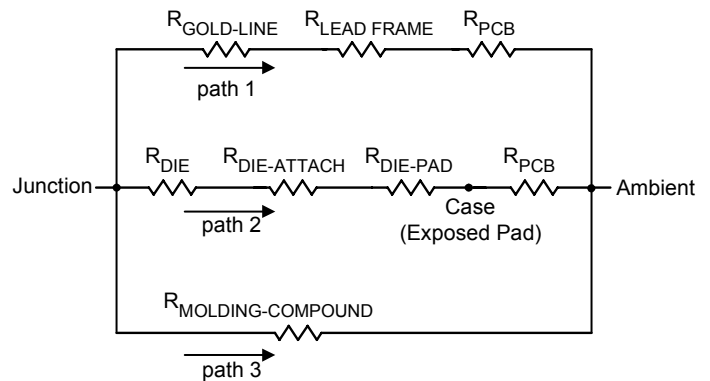 RGOLD-LINE RLEAD FRAME RPCB
path 1
RDIE RDIE-ATTACH RDIE-PAD RPCB
Junction Ambient
path 2
Case
(Exposed Pad)
RMOLDING-COMPOUND
path 3